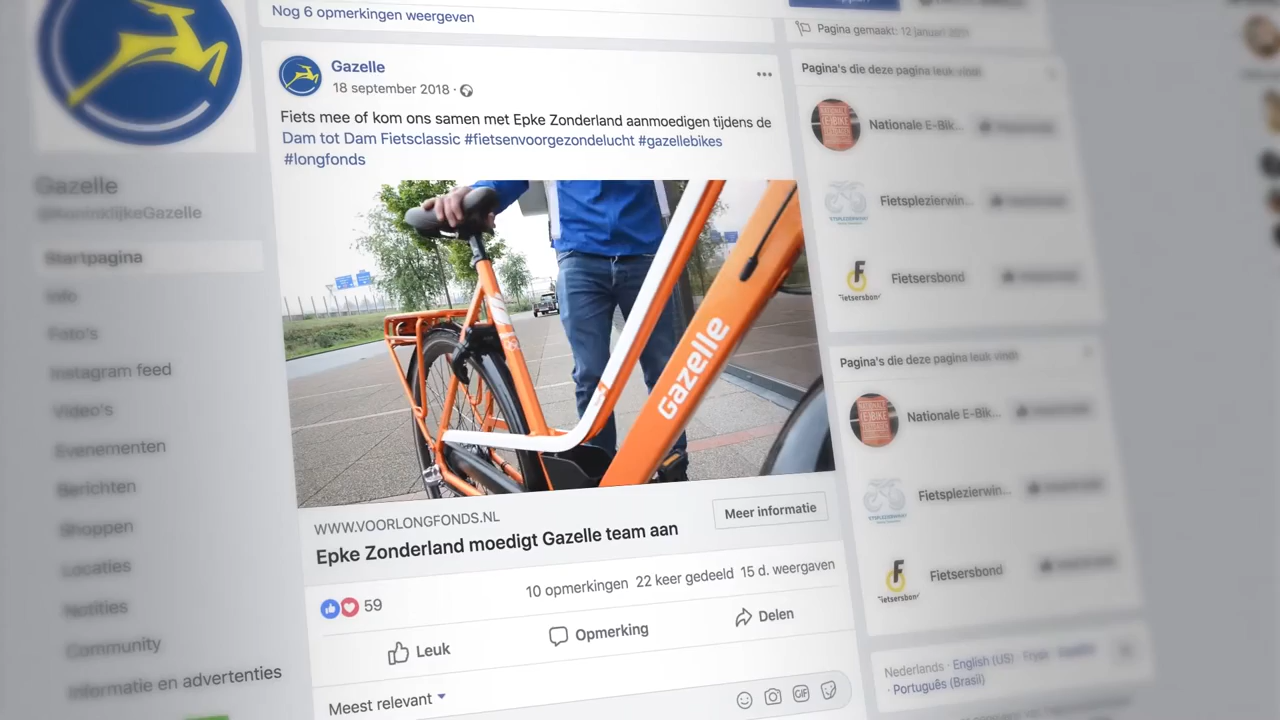 Nog 6 opmerkingen weergeven
Gazelle
18 september 2018
Fiets mee of kom ons samen met Epke Zonderland aanmoedigen tijdens de
Dam tot Dam Fietsclassic #fietsenvoorgezondelucht #gazellebikes
#longfonds
Gazelle
WWW.VOORLONGFONDS.NL
Epke Zonderland moedigt Gazelle team aan
Meer informatie
10 opmerkingen 22 keer gedeeld 15 d. weergaven
59
Leuk
Opmerking
Delen
Meest relevant
GIF
Gazelle
@KoninklijkeGazelle
Startpagina
Info
Foto's
Instagram feed
Video's
Evenementen
Berichten
Shoppen
Locaties
Notities
Community
Informatie en advertenties
Pagina gemaakt: 12 januari 2011
Pagina's die deze pagina leuk vindt
Nationale E-Bik...
Fietsplezierwin...
Fietsersbond
Pagina's die deze pagina leuk vindt
Nationale E-Bik...
Fietsplezierwin...
Fietsersbond
Nederlands · English (US) · Frysk · Español
· Português (Brasil)